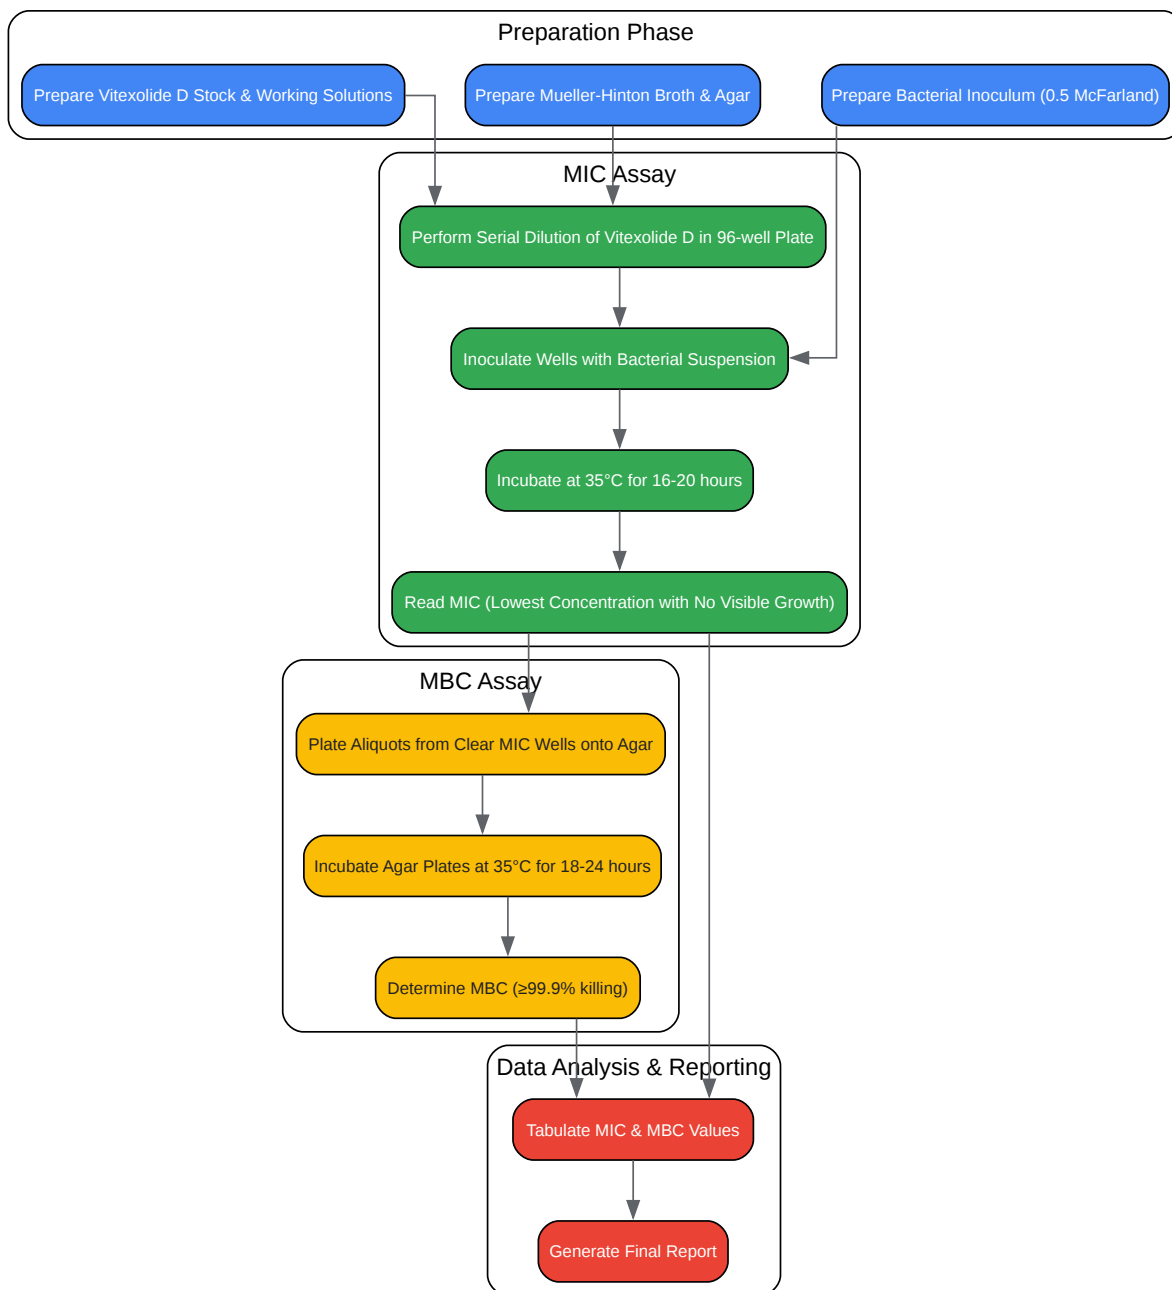 Preparation Phase
Prepare Vitexolide D Stock & Working Solutions
Prepare Mueller-Hinton Broth & Agar
Prepare Bacterial Inoculum (0.5 McFarland)
MIC Assay
Perform Serial Dilution of Vitexolide D in 96-well Plate
Inoculate Wells with Bacterial Suspension
Incubate at 35°C for 16-20 hours
Read MIC (Lowest Concentration with No Visible Growth)
MBC Assay
Plate Aliquots from Clear MIC Wells onto Agar
Incubate Agar Plates at 35°C for 18-24 hours
Determine MBC (≥99.9% killing)
Data Analysis & Reporting
Tabulate MIC & MBC Values
Generate Final Report